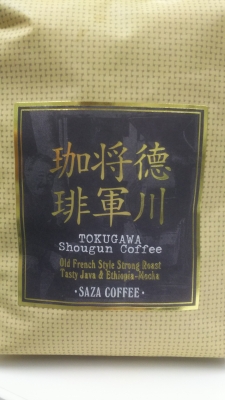 徳川
将軍
珈琲
TOKUGAWA
Shougun Coffee
Old French Style Strong Roast
Tasty Java & Ethiopia-Mocha
・SAZA COFFEE・